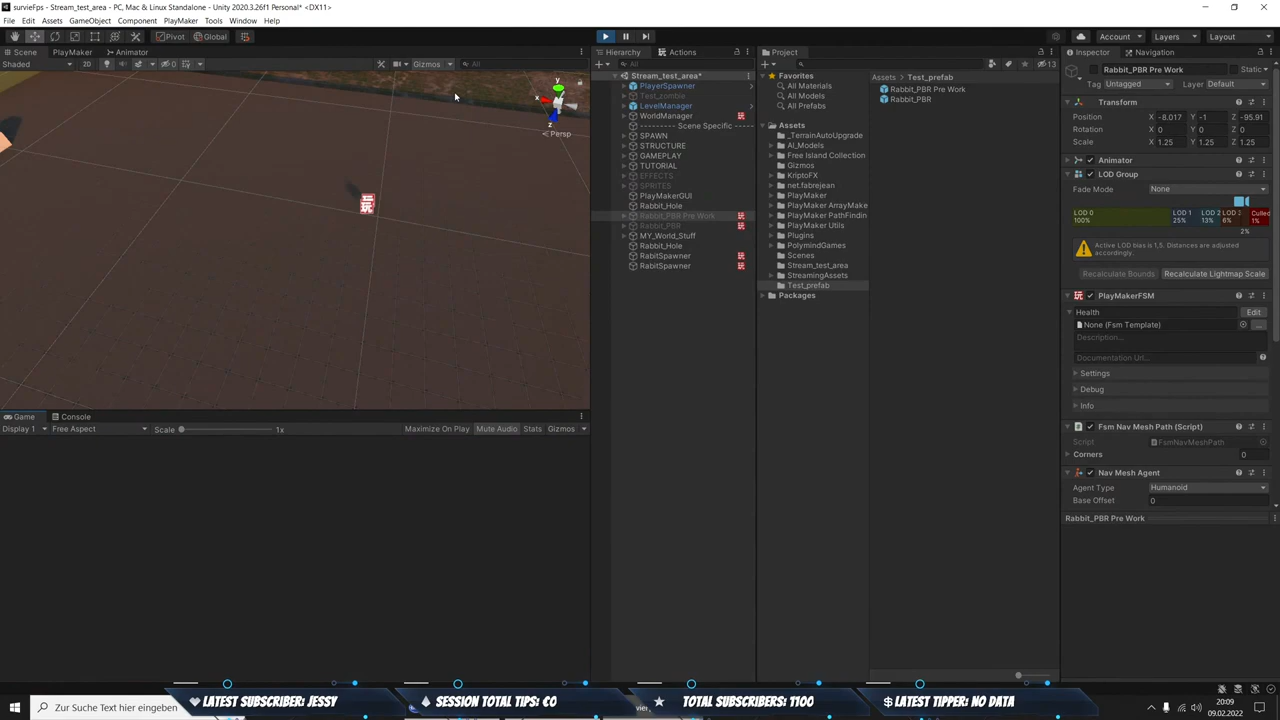 survieFps - Stream_test_area - PC, Mac & Linux Standalone - Unity 2020.3.26f1 Personal* <DX11>
File Edit Assets GameObject Component PlayMaker Tools Window Help
Pivot Global Account Layers Layout
Scene PlayMaker Animator
Shaded 2D 0 Gizmos All
y
x
z
Persp
玩
Game Console
Display 1 Free Aspect Scale 1x Maximize On Play Mute Audio Stats Gizmos
Hierarchy Actions
All
Stream_test_area*
PlayerSpawner
Test_zombie
LevelManager
WorldManager
-------- Scene Specific -----
SPAWN
STRUCTURE
GAMEPLAY
TUTORIAL
EFFECTS
SPRITES
PlayMakerGUI
Rabbit_Hole
Rabbit_PBR Pre Work
Rabbit_PBR
MY_World_Stuff
Rabbit_Hole
RabitSpawner
RabitSpawner
Project
13
Favorites
All Materials
All Models
All Prefabs
Assets
_TerrainAutoUpgrade
AI_Models
Free Island Collection
Gizmos
KriptoFX
net.fabrejean
PlayMaker
PlayMaker ArrayMake
PlayMaker PathFindin
PlayMaker Utils
Plugins
PolymindGames
Scenes
Stream_test_area
StreamingAssets
Test_prefab
Packages
Assets Test_prefab
Rabbit_PBR Pre Work
Rabbit_PBR
Inspector Navigation
Rabbit_PBR Pre Work Static
Tag Untagged Layer Default
Transform
Position X -8.017 Y -1 Z -95.91
Rotation X 0 Y 0 Z 0
Scale X 1.25 Y 1.25 Z 1.25
Animator
LOD Group
Fade Mode None
LOD 0 100% LOD 1 25% LOD 2 13% LOD 3 6% Culled 1%
2%
Active LOD bias is 1,5. Distances are adjusted accordingly.
Recalculate Bounds Recalculate Lightmap Scale
PlayMakerFSM
Health Edit
None (Fsm Template) ...
Description...
Documentation Url...
Settings
Debug
Info
Fsm Nav Mesh Path (Script)
Script FsmNavMeshPath
Corners 0
Nav Mesh Agent
Agent Type Humanoid
Base Offset 0
Rabbit_PBR Pre Work
LATEST SUBSCRIBER: JESSY
SESSION TOTAL TIPS: €0
TOTAL SUBSCRIBERS: 1100
$ LATEST TIPPER: NO DATA
Zur Suche Text hier eingeben
20:09
09.02.2022